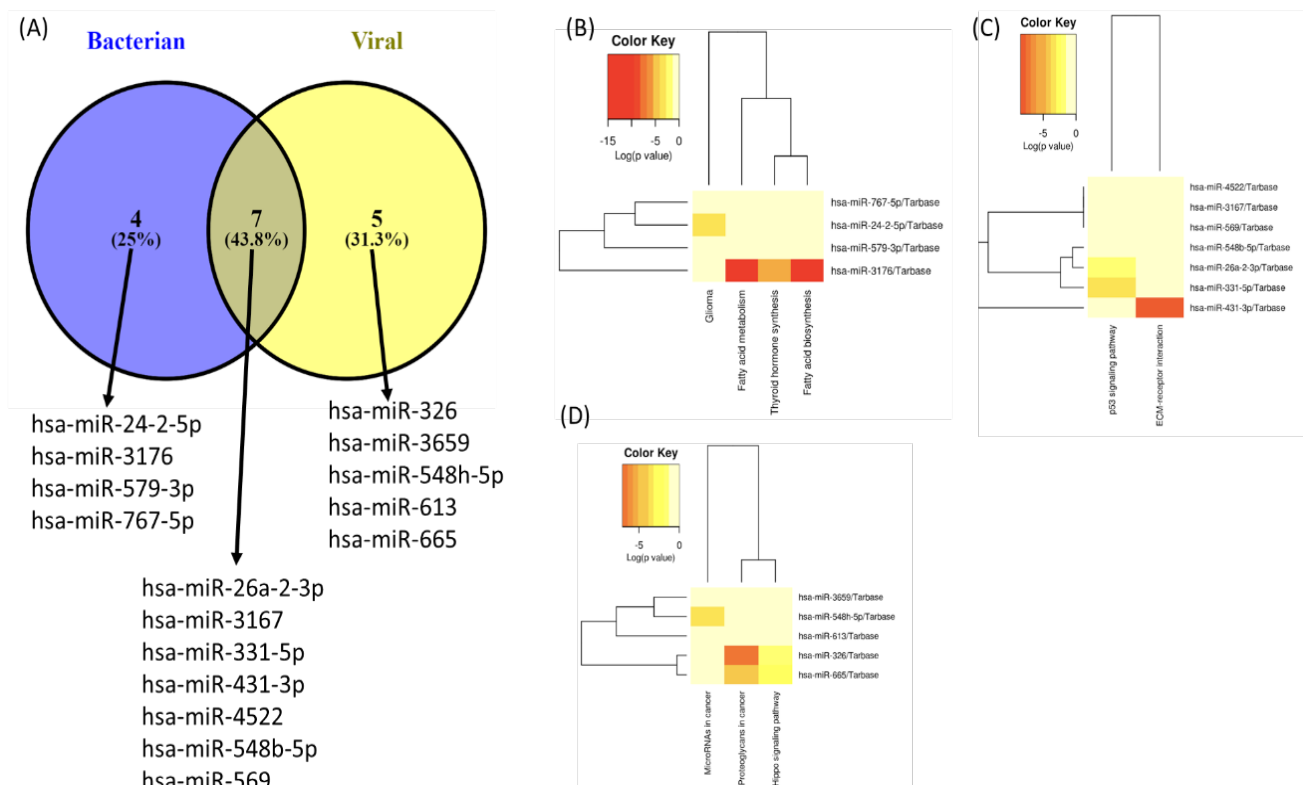 (A)
Bacterian
Viral
4
(25%)
7
(43.8%)
5
(31.3%)
hsa-miR-24-2-5p
hsa-miR-3176
hsa-miR-579-3p
hsa-miR-767-5p
hsa-miR-326
hsa-miR-3659
hsa-miR-548h-5p
hsa-miR-613
hsa-miR-665
hsa-miR-26a-2-3p
hsa-miR-3167
hsa-miR-331-5p
hsa-miR-431-3p
hsa-miR-4522
hsa-miR-548b-5p
hsa-miR-569
(B)
Color Key
-15 -5 0
Log(p value)
hsa-miR-767-5p/Tarbase
hsa-miR-24-2-5p/Tarbase
hsa-miR-579-3p/Tarbase
hsa-miR-3176/Tarbase
Glioma
Fatty acid metabolism
Thyroid hormone synthesis
Fatty acid biosynthesis
(C)
Color Key
-5 0
Log(p value)
hsa-miR-4522/Tarbase
hsa-miR-3167/Tarbase
hsa-miR-569/Tarbase
hsa-miR-548b-5p/Tarbase
hsa-miR-26a-2-3p/Tarbase
hsa-miR-331-5p/Tarbase
hsa-miR-431-3p/Tarbase
p53 signaling pathway
ECM-receptor interaction
(D)
Color Key
-5 0
Log(p value)
hsa-miR-3659/Tarbase
hsa-miR-548h-5p/Tarbase
hsa-miR-613/Tarbase
hsa-miR-326/Tarbase
hsa-miR-665/Tarbase
MicroRNAs in cancer
Proteoglycans in cancer
Hippo signaling pathway